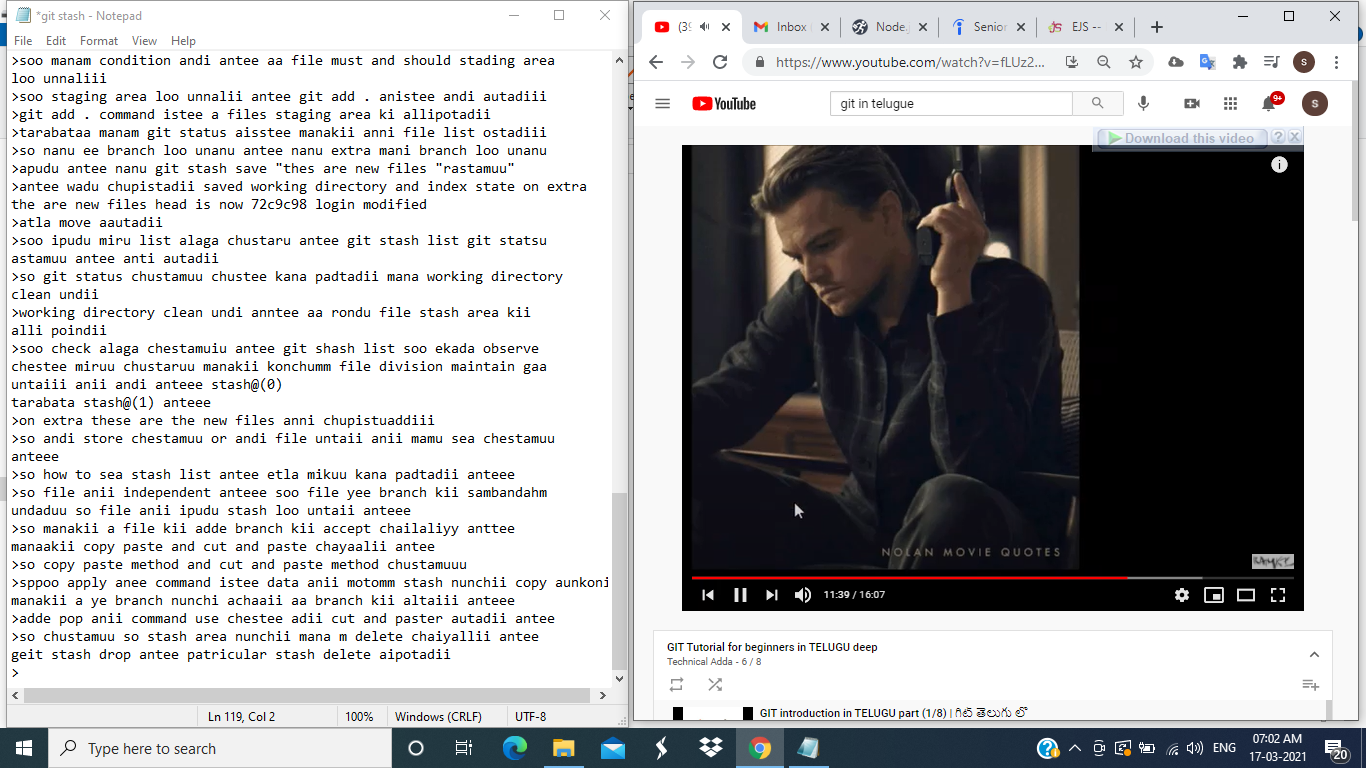 *git stash - Notepad
File Edit Format View Help
>soo manam condition andi antee aa file must and should stading area
loo unnaliii
>soo staging area loo unnalii antee git add . anistee andi autadiii
>git add . command istee a files staging area ki allipotadii
>tarabataa manam git status aisstee manakii anni file list ostadiii
>so nanu ee branch loo unanu antee nanu extra mani branch loo unanu
>apudu antee nanu git stash save "thes are new files "rastamuu"
>antee wadu chupistadii saved working directory and index state on extra
the are new files head is now 72c9c98 login modified
>atla move aautadii
>soo ipudu miru list alaga chustaru antee git stash list git statsu
astamuu antee anti autadii
>so git status chustamuu chustee kana padtadii mana working directory
clean undii
>working directory clean undi anntee aa rondu file stash area kii
alli poindii
>soo check alaga chestamuiu antee git shash list soo ekada observe
chestee miruu chustaruu manakii konchumm file division maintain gaa
untaiii anii andi anteee stash@(0)
tarabata stash@(1) anteee
>on extra these are the new files anni chupistuaddiii
>so andi store chestamuu or andi file untaii anii mamu sea chestamuu
anteee
>so how to sea stash list antee etla mikuu kana padtadii anteee
>so file anii independent anteee soo file yee branch kii sambandahm
undaduu so file anii ipudu stash loo untaii anteee
>so manakii a file kii adde branch kii accept chailaliyy anttee
manaakii copy paste and cut and paste chayaalii antee
>so copy paste method and cut and paste method chustamuuu
>sppoo apply anee command istee data anii motomm stash nunchii copy aunkoni
manakii a ye branch nunchi achaaii aa branch kii altaiii anteee
>adde pop anii command use chestee adii cut and paster autadii antee
>so chustamuu so stash area nunchii mana m delete chaiyallii antee
geit stash drop antee patricular stash delete aipotadii
>
Ln 119, Col 2 100% Windows (CRLF) UTF-8
(39 Inbox Node. Senior EJS --
https://www.youtube.com/watch?v=fLUz2... s
YouTube git in telugue 9+ S
Download this video ?
NOLAN MOVIE QUOTES
11:39 / 16:07
GIT Tutorial for beginners in TELUGU deep
Technical Adda - 6 / 8
GIT introduction in TELUGU part (1/8) | గిట్ తెలుగు లో
Type here to search
ENG 07:02 AM
17-03-2021 20